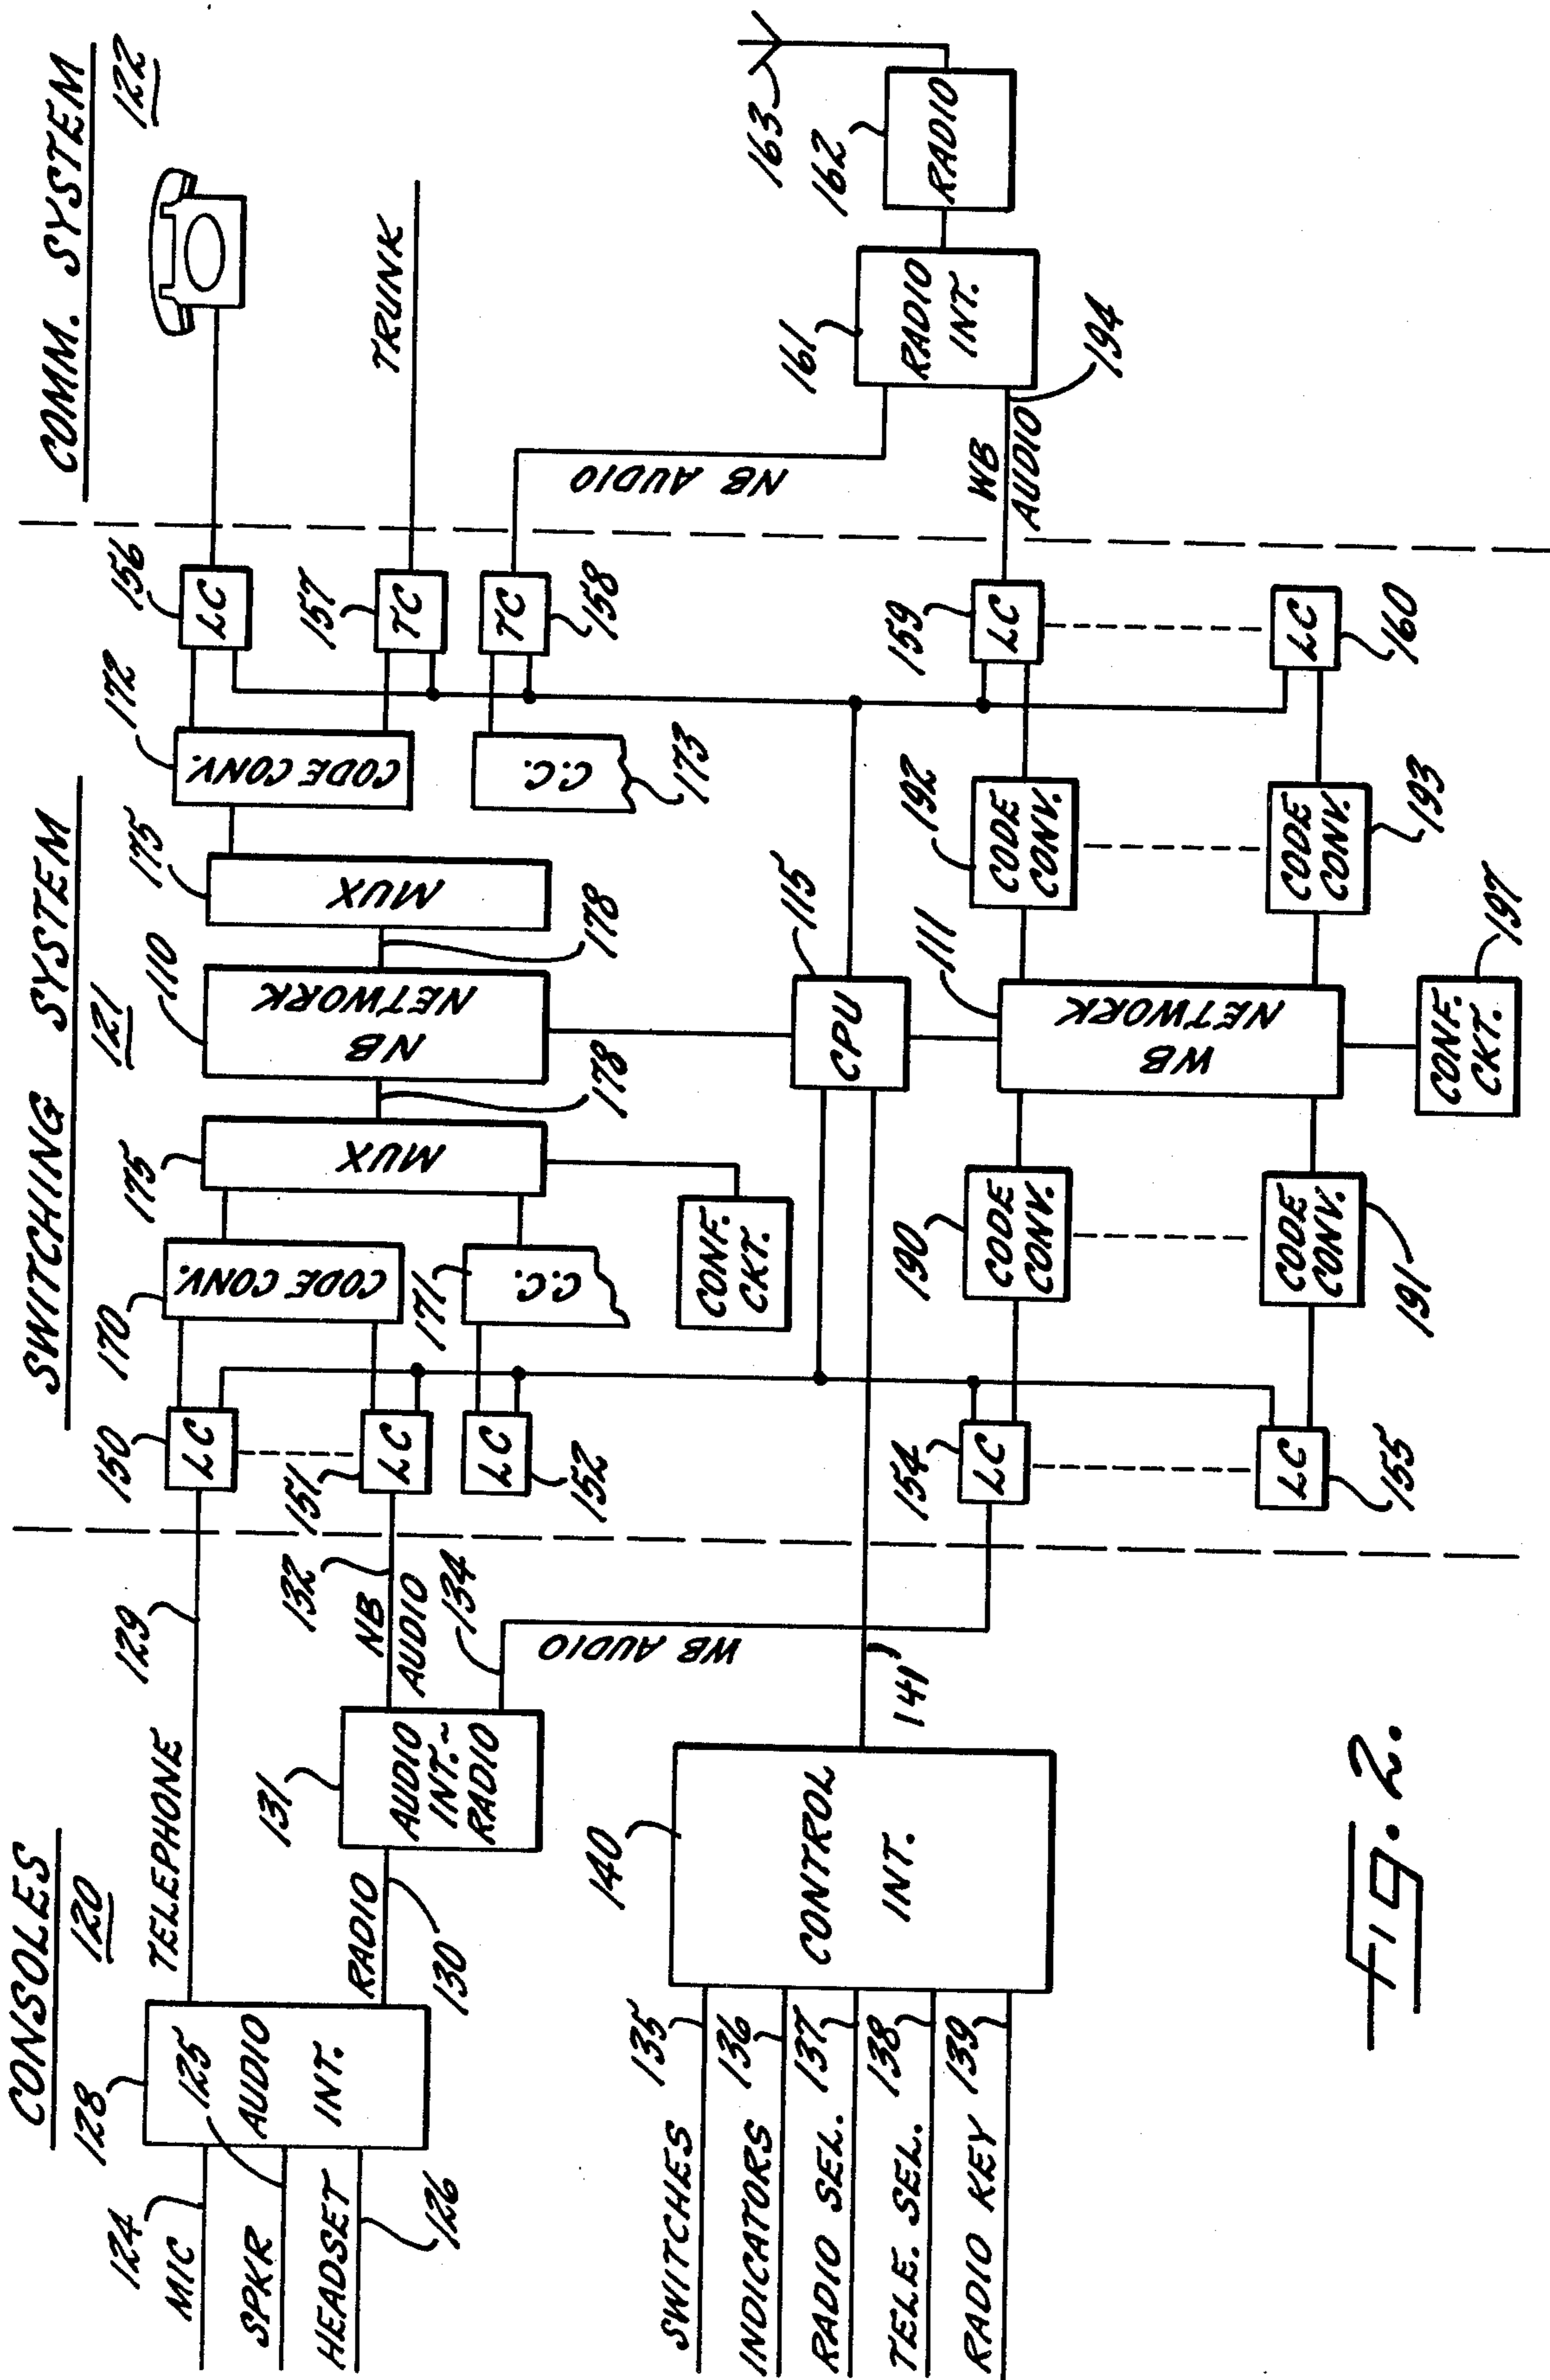 CONSOLES
120
SWITCHING SYSTEM
121
COMM. SYSTEM
122
124
MIC
SPKR
HEADSET
126
128
125
AUDIO
INT.
TELEPHONE
129
RADIO
130
131
AUDIO
INT.-
RADIO
132
NB
AUDIO
134
WB AUDIO
SWITCHES 135
INDICATORS 136
RADIO SEL. 137
TELE. SEL. 138
RADIO KEY 139
140
CONTROL
INT.
141
150
LC
151
LC
LC
152
154
LC
LC
155
170
CODE CONV.
171
C.C.
CONF.
CKT.
175
MUX
178
110
NB
NETWORK
178
175
MUX
172
CODE CONV.
C.C.
173
115
CPU
190
CODE
CONV.
CODE
CONV.
191
111
WB
NETWORK
CONF.
CKT.
197
192
CODE
CONV.
CODE
CONV.
193
156
LC
157
TC
TC
158
159
LC
LC
160
TRUNK
NB AUDIO
WB
AUDIO
194
161
RADIO
INT.
162
RADIO
163
Fig. 2.